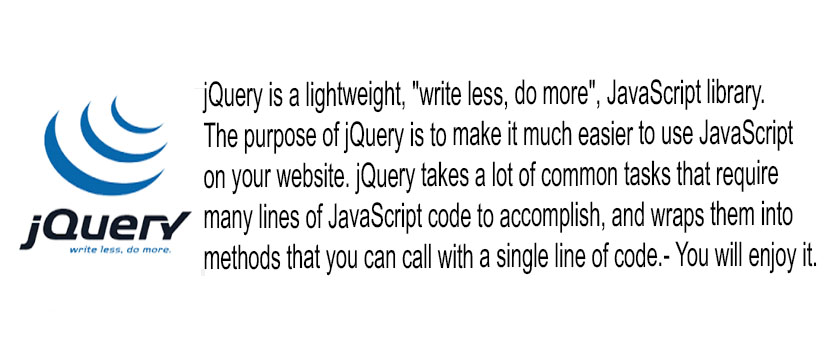 jQuery is a lightweight, "write less, do more", JavaScript library.
The purpose of jQuery is to make it much easier to use JavaScript
on your website. jQuery takes a lot of common tasks that require
many lines of JavaScript code to accomplish, and wraps them into
methods that you can call with a single line of code.- You will enjoy it.
jQuery
write less, do more.